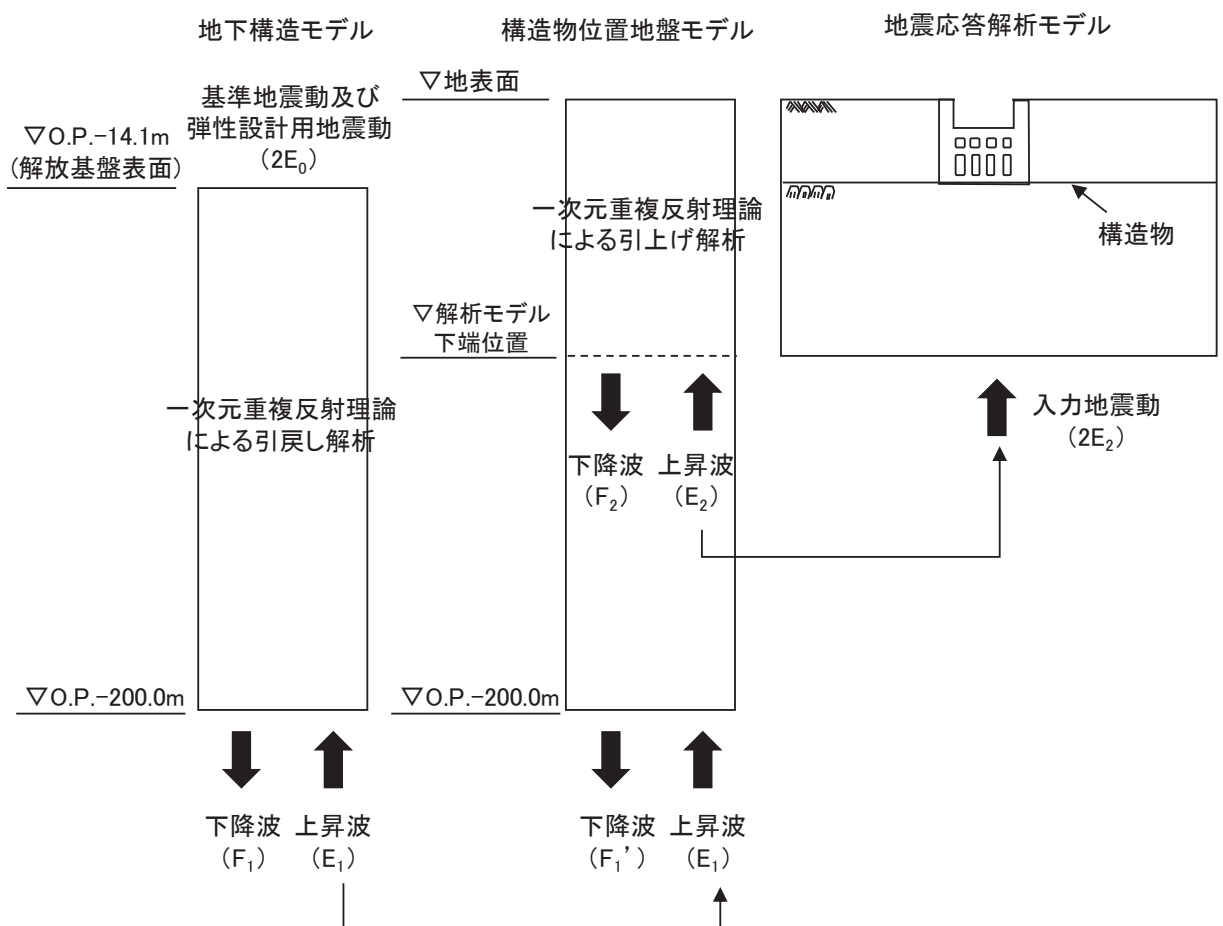 地下構造モデル
基準地震動及び
弾性設計用地震動
(2E₀)
▽O.P.-14.1m
(解放基盤表面)
一次元重複反射理論
による引戻し解析
▽O.P.-200.0m
下降波
(F₁)
上昇波
(E₁)
構造物位置地盤モデル
▽地表面
一次元重複反射理論
による引上げ解析
▽解析モデル
下端位置
下降波
(F₂)
上昇波
(E₂)
▽O.P.-200.0m
下降波
(F₁’)
上昇波
(E₁)
地震応答解析モデル
構造物
入力地震動
(2E₂)